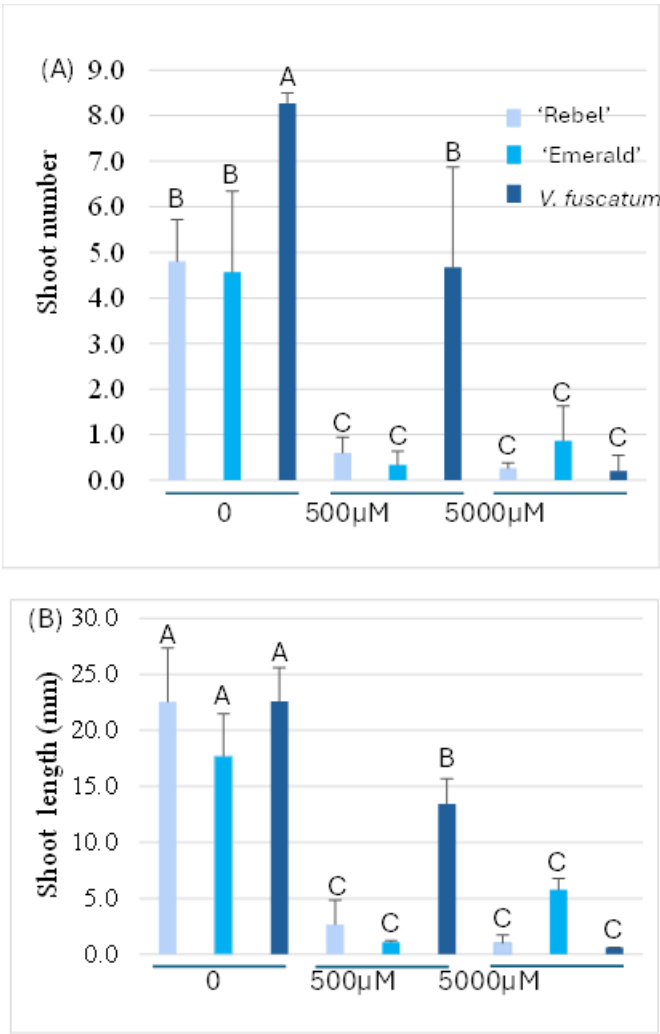 (A)
9.0
8.0
7.0
6.0
5.0
4.0
3.0
2.0
1.0
0.0
Shoot number
B
B
A
C
C
B
C
C
C
'Rebel'
'Emerald'
V. fuscatum
0
500µM
5000µM
(B)
30.0
25.0
20.0
15.0
10.0
5.0
0.0
Shoot length (mm)
A
A
A
C
C
B
C
C
C
0
500µM
5000µM